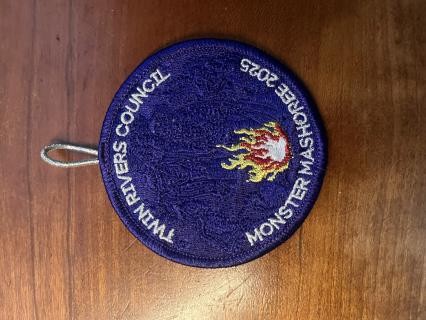 TWIN RIVERS COUNCIL
MONSTER MASHOREE 2025